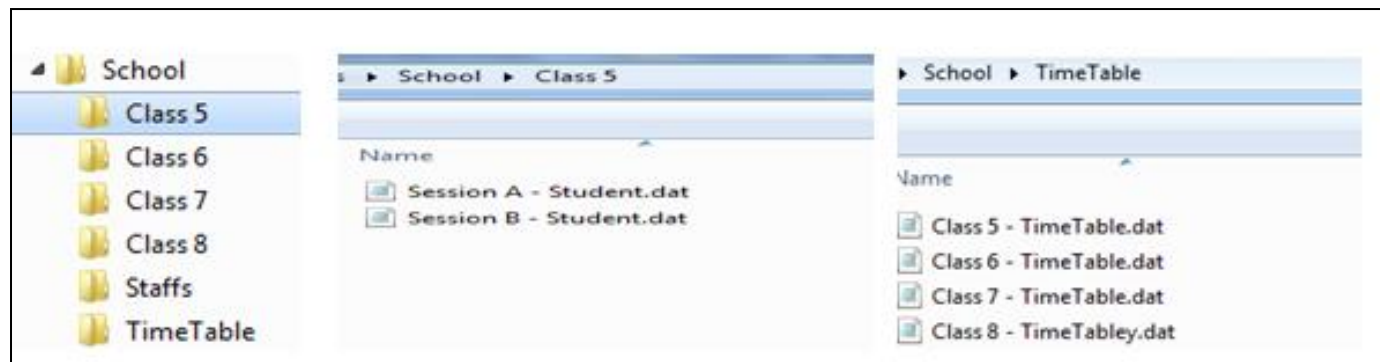 School
Class 5
Class 6
Class 7
Class 8
Staffs
TimeTable
s ▸ School ▸ Class 5
Name
Session A - Student.dat
Session B - Student.dat
▸ School ▸ TimeTable
Name
Class 5 - TimeTable.dat
Class 6 - TimeTable.dat
Class 7 - TimeTable.dat
Class 8 - TimeTabley.dat